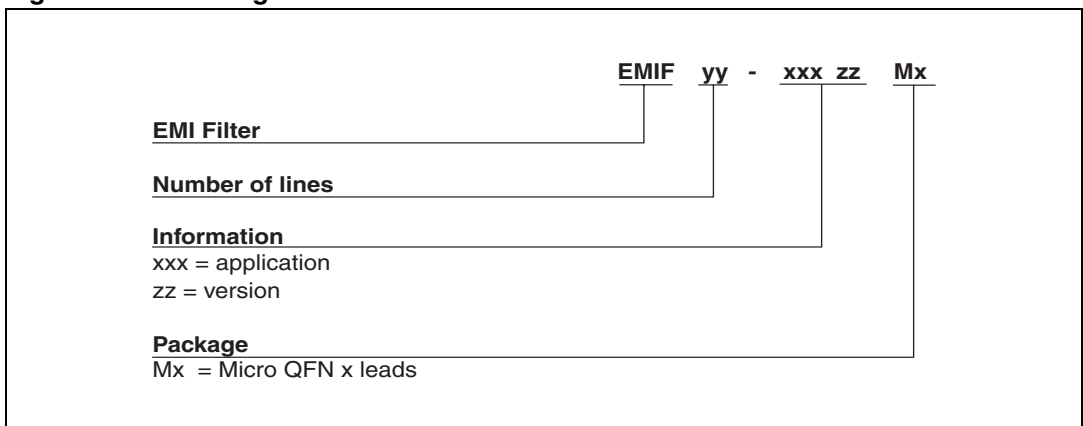 EMIF yy - xxx zz Mx
EMI Filter
Number of lines
Information
xxx = application
zz = version
Package
Mx = Micro QFN x leads